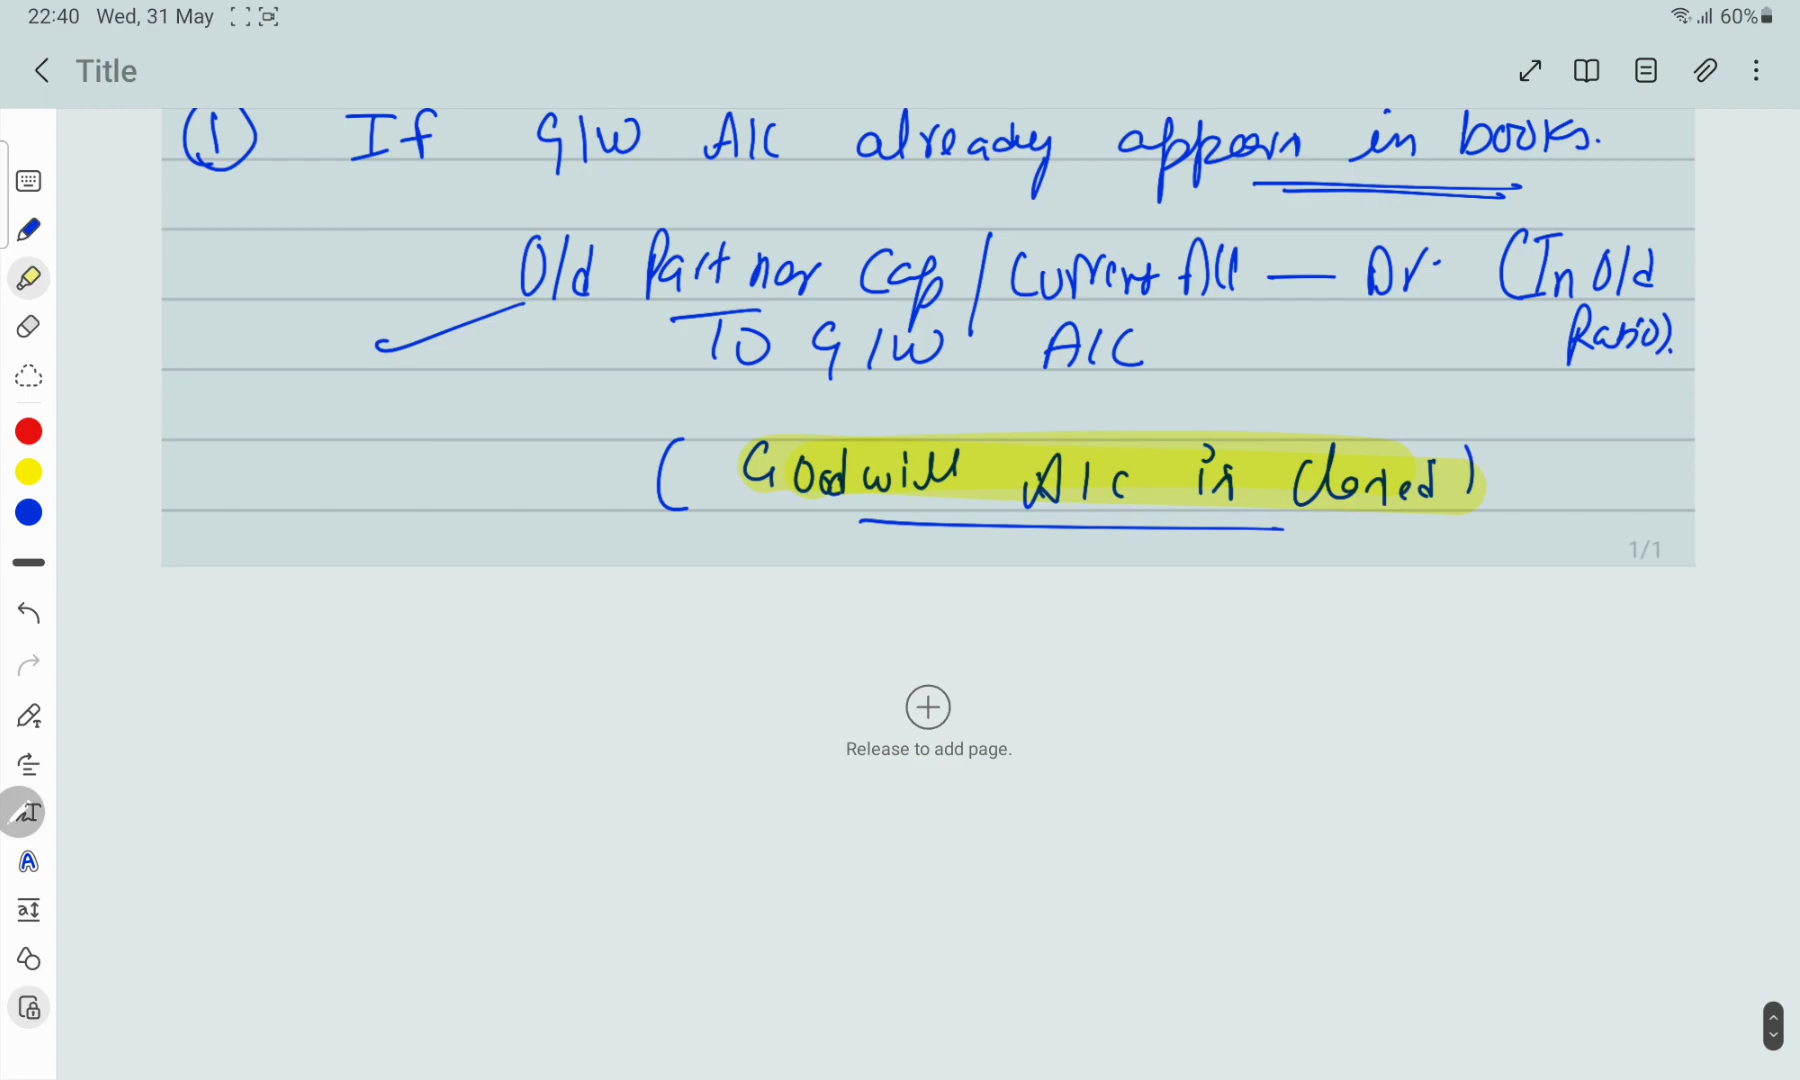 22:40 Wed, 31 May 60%
Title
① If G/W A/C already appears in books.
Old Partner Cap / Current A/C — Dr. (In Old Ratio).
To G/W A/C
( Goodwill A/C is closed )
1/1
Release to add page.